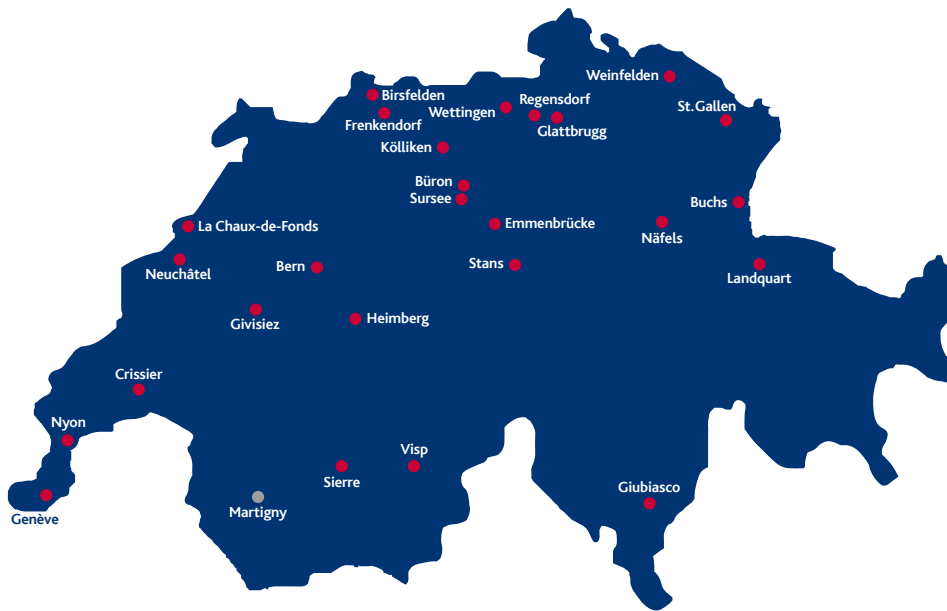 Weinfelden
Birsfelden
Regensdorf
Wettingen
St.Gallen
Frenkendorf
Glattbrugg
Kölliken
Büron
Sursee
Buchs
La Chaux-de-Fonds
Emmenbrücke
Näfels
Neuchâtel
Bern
Stans
Landquart
Givisiez
Heimberg
Crissier
Nyon
Visp
Sierre
Giubiasco
Martigny
Genève